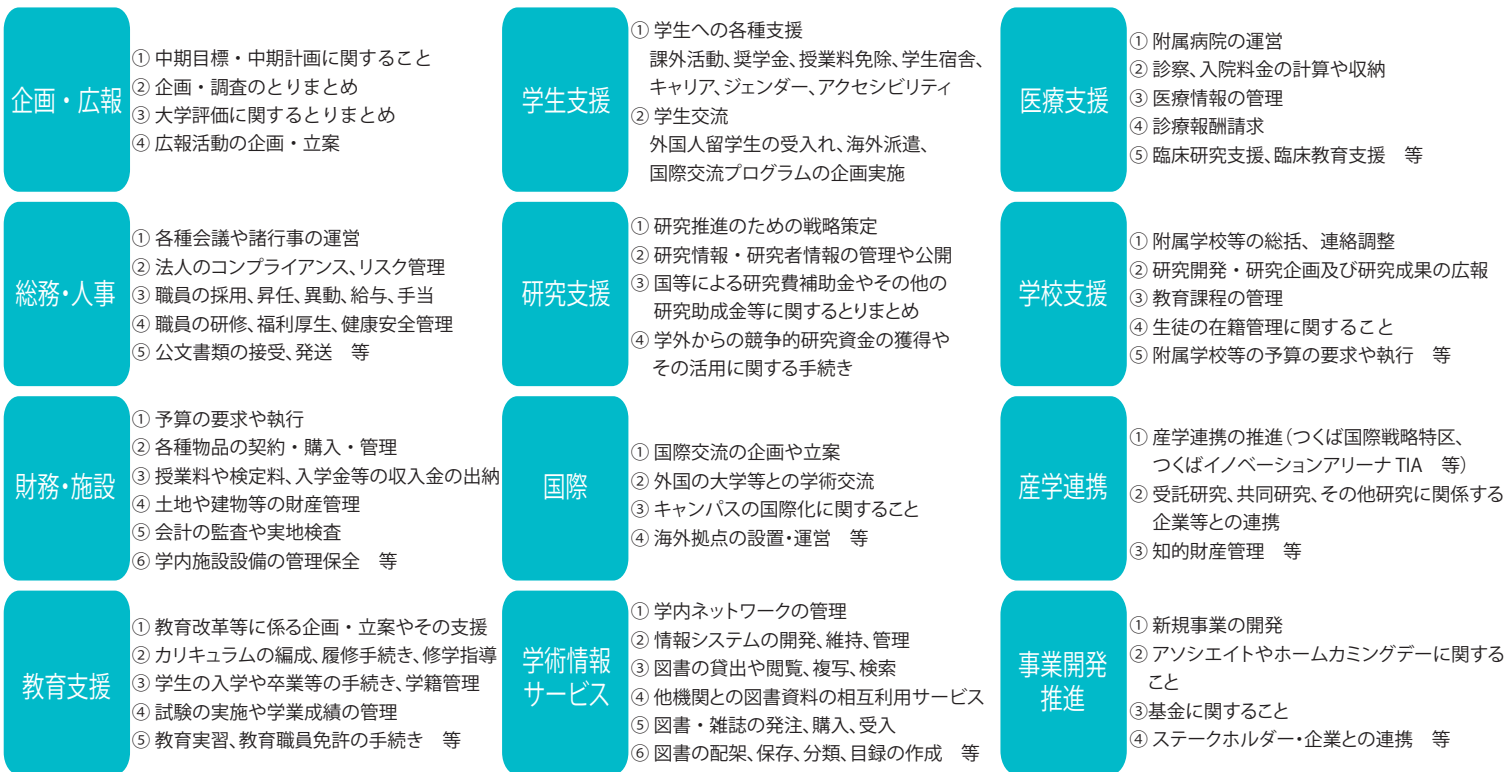 企画・広報
① 中期目標・中期計画に関すること
② 企画・調査のとりまとめ
③ 大学評価に関するとりまとめ
④ 広報活動の企画・立案
総務・人事
① 各種会議や諸行事の運営
② 法人のコンプライアンス、リスク管理
③ 職員の採用、昇任、異動、給与、手当
④ 職員の研修、福利厚生、健康安全管理
⑤ 公文書類の接受、発送　等
財務・施設
① 予算の要求や執行
② 各種物品の契約・購入・管理
③ 授業料や検定料、入学金等の収入金の出納
④ 土地や建物等の財産管理
⑤ 会計の監査や実地検査
⑥ 学内施設設備の管理保全　等
教育支援
① 教育改革等に係る企画・立案やその支援
② カリキュラムの編成、履修手続き、修学指導
③ 学生の入学や卒業等の手続き、学籍管理
④ 試験の実施や学業成績の管理
⑤ 教育実習、教育職員免許の手続き　等
学生支援
① 学生への各種支援
課外活動、奨学金、授業料免除、学生宿舎、
キャリア、ジェンダー、アクセシビリティ
② 学生交流
外国人留学生の受入れ、海外派遣、
国際交流プログラムの企画実施
研究支援
① 研究推進のための戦略策定
② 研究情報・研究者情報の管理や公開
③ 国等による研究費補助金やその他の
研究助成金等に関するとりまとめ
④ 学外からの競争的研究資金の獲得や
その活用に関する手続き
国際
① 国際交流の企画や立案
② 外国の大学等との学術交流
③ キャンパスの国際化に関すること
④ 海外拠点の設置・運営　等
学術情報
サービス
① 学内ネットワークの管理
② 情報システムの開発、維持、管理
③ 図書の貸出や閲覧、複写、検索
④ 他機関との図書資料の相互利用サービス
⑤ 図書・雑誌の発注、購入、受入
⑥ 図書の配架、保存、分類、目録の作成　等
医療支援
① 附属病院の運営
② 診察、入院料金の計算や収納
③ 医療情報の管理
④ 診療報酬請求
⑤ 臨床研究支援、臨床教育支援　等
学校支援
① 附属学校等の総括、連絡調整
② 研究開発・研究企画及び研究成果の広報
③ 教育課程の管理
④ 生徒の在籍管理に関すること
⑤ 附属学校等の予算の要求や執行　等
産学連携
① 産学連携の推進（つくば国際戦略特区、
つくばイノベーションアリーナ TIA　等）
② 受託研究、共同研究、その他研究に関係する
企業等との連携
③ 知的財産管理　等
事業開発
推進
① 新規事業の開発
② アソシエイトやホームカミングデーに関する
こと
③基金に関すること
④ ステークホルダー・企業との連携　等